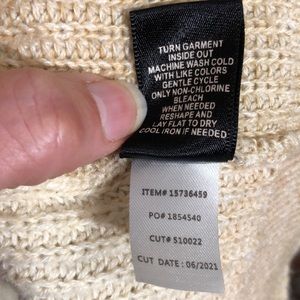 TURN GARMENT
INSIDE OUT
MACHINE WASH COLD
WITH LIKE COLORS
GENTLE CYCLE
ONLY NON-CHLORINE
BLEACH
WHEN NEEDED
RESHAPE AND
LAY FLAT TO DRY
COOL IRON IF NEEDED
ITEM# 15736459
PO# 1854540
CUT# 510022
CUT DATE: 06/2021